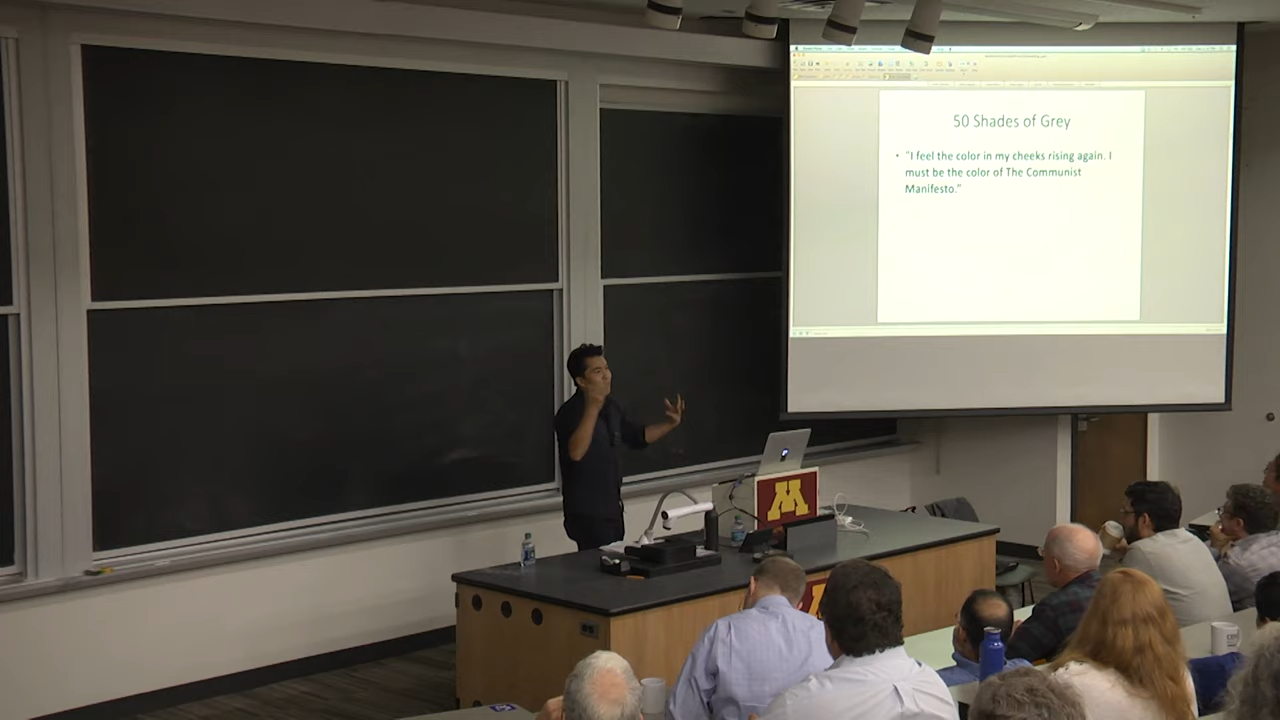 50 Shades of Grey
• "I feel the color in my cheeks rising again. I
must be the color of The Communist
Manifesto."
M